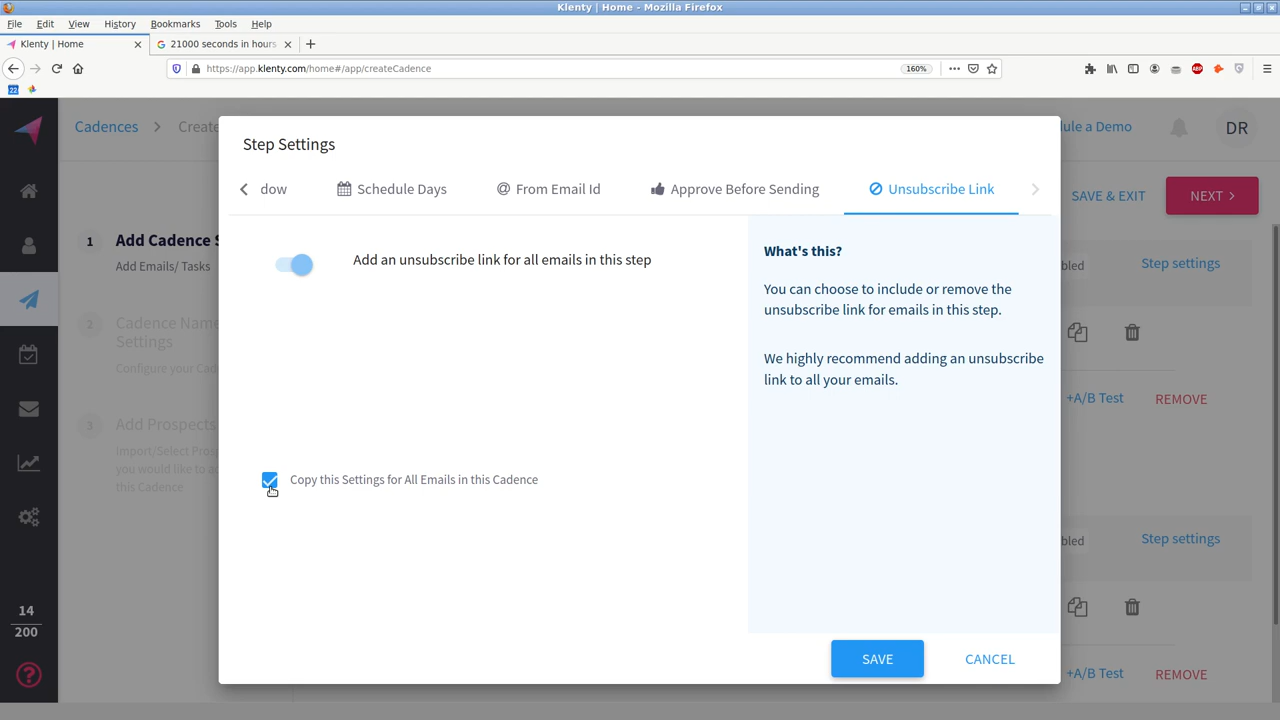 Klenty | Home - Mozilla Firefox
File Edit View History Bookmarks Tools Help
Klenty | Home
21000 seconds in hours
https://app.klenty.com/home#/app/createCadence
160%
22
ABP
Cadences > Create
ule a Demo
DR
Step Settings
dow
Schedule Days
From Email Id
Approve Before Sending
Unsubscribe Link
SAVE & EXIT
NEXT >
1 Add Cadence S
Add Emails/ Tasks
Add an unsubscribe link for all emails in this step
What's this?
You can choose to include or remove the
unsubscribe link for emails in this step.
We highly recommend adding an unsubscribe
link to all your emails.
bled
Step settings
2 Cadence Name
Settings
Configure your Cad
+A/B Test
REMOVE
3 Add Prospects
Import/Select Pros
you would like to a
this Cadence
Copy this Settings for All Emails in this Cadence
bled
Step settings
14
200
SAVE
CANCEL
+A/B Test
REMOVE